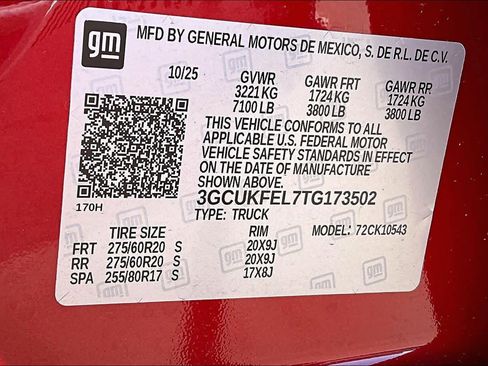 gm MFD BY GENERAL MOTORS DE MEXICO, S. DE R.L. DE C.V.
10/25 GVWR GAWR FRT GAWR RR
3221 KG 1724 KG 1724 KG
7100 LB 3800 LB 3800 LB
THIS VEHICLE CONFORMS TO ALL
APPLICABLE U.S. FEDERAL MOTOR
VEHICLE SAFETY STANDARDS IN EFFECT
ON THE DATE OF MANUFACTURE
SHOWN ABOVE.
3GCUKFEL7TG173502
170H TYPE: TRUCK 72CK10543
TIRE SIZE RIM
FRT 275/60R20 S 20X9J
RR 275/60R20 S 20X9J
SPA 255/80R17 S 17X8J